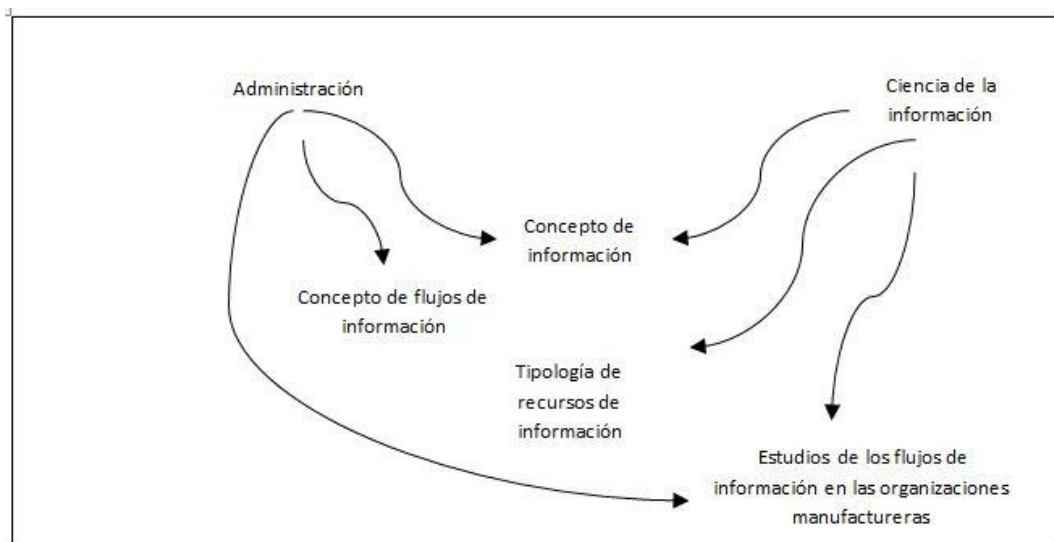 Administración
Ciencia de la
información
Concepto de
información
Concepto de flujos de
información
Tipología de
recursos de
información
Estudios de los flujos de
información en las organizaciones
manufactureras